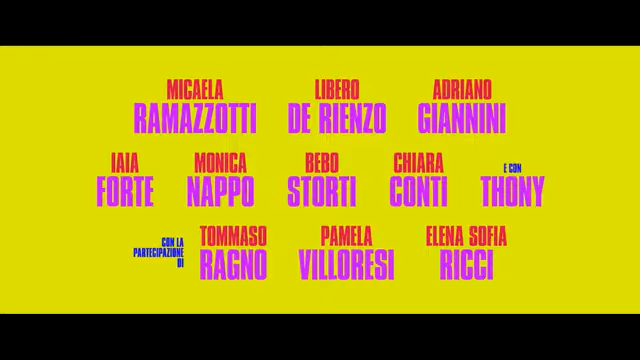 MICAELA LIBERO ADRIANO
RAMAZZOTTI DE RIENZO GIANNINI
IAIA MONICA BEBO CHIARA E CON
FORTE NAPPO STORTI CONTI THONY
CON LA PARTECIPAZIONE DI TOMMASO PAMELA ELENA SOFIA
RAGNO VILLORESI RICCI